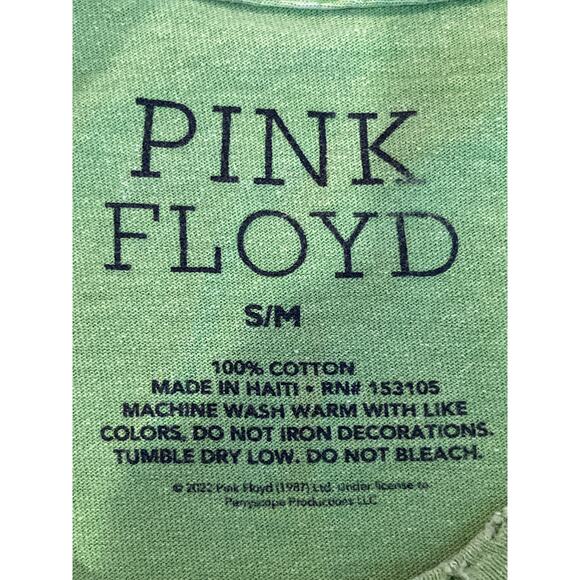 PINK
FLOYD
S/M
100% COTTON
MADE IN HAITI • RN# 153105
MACHINE WASH WARM WITH LIKE
COLORS. DO NOT IRON DECORATIONS.
TUMBLE DRY LOW. DO NOT BLEACH.
© 2022 Pink Floyd (1987) Ltd. Under license to
Perryscope Productions LLC